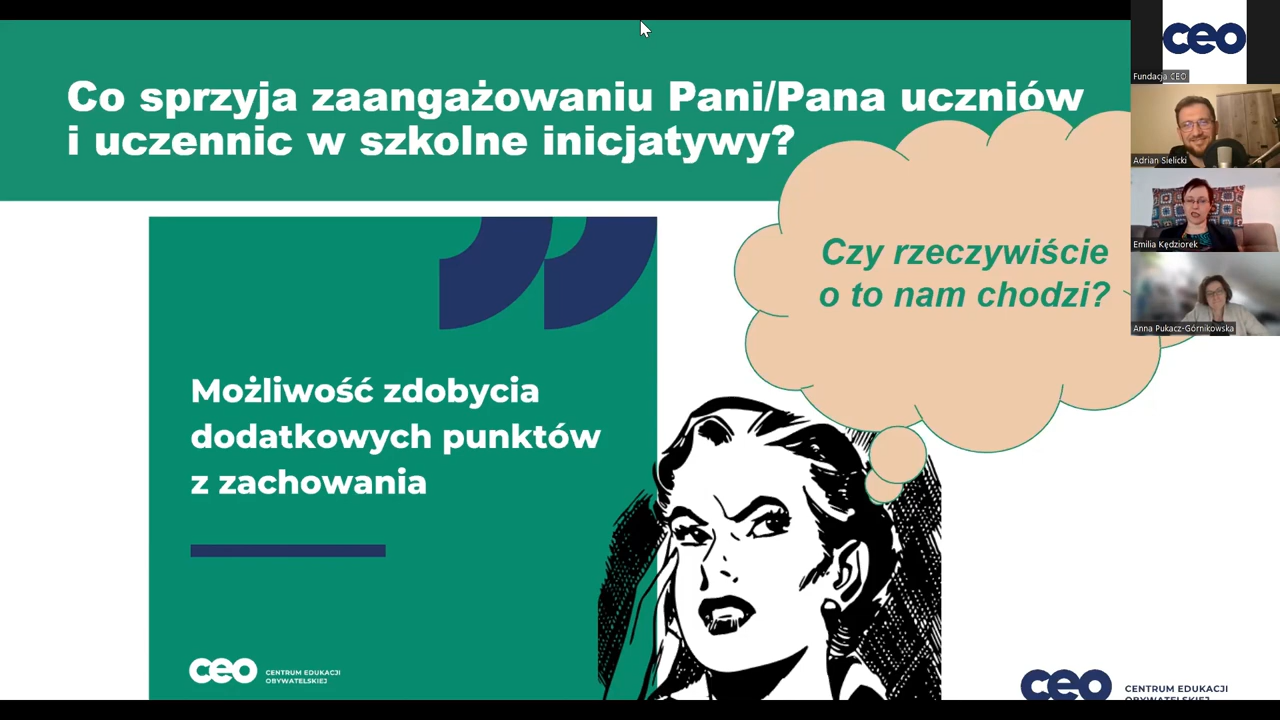 Co sprzyja zaangażowaniu Pani/Pana uczniów
i uczennic w szkolne inicjatywy?
Czy rzeczywiście
o to nam chodzi?
Możliwość zdobycia
dodatkowych punktów
z zachowania
ceo CENTRUM EDUKACJI
OBYWATELSKIEJ
ceo CENTRUM EDUKACJI
OBYWATELSKIEJ
ceo
Fundacja CEO
Adrian Sielicki
Emilia Kędziorek
Anna Pukacz-Górnikowska